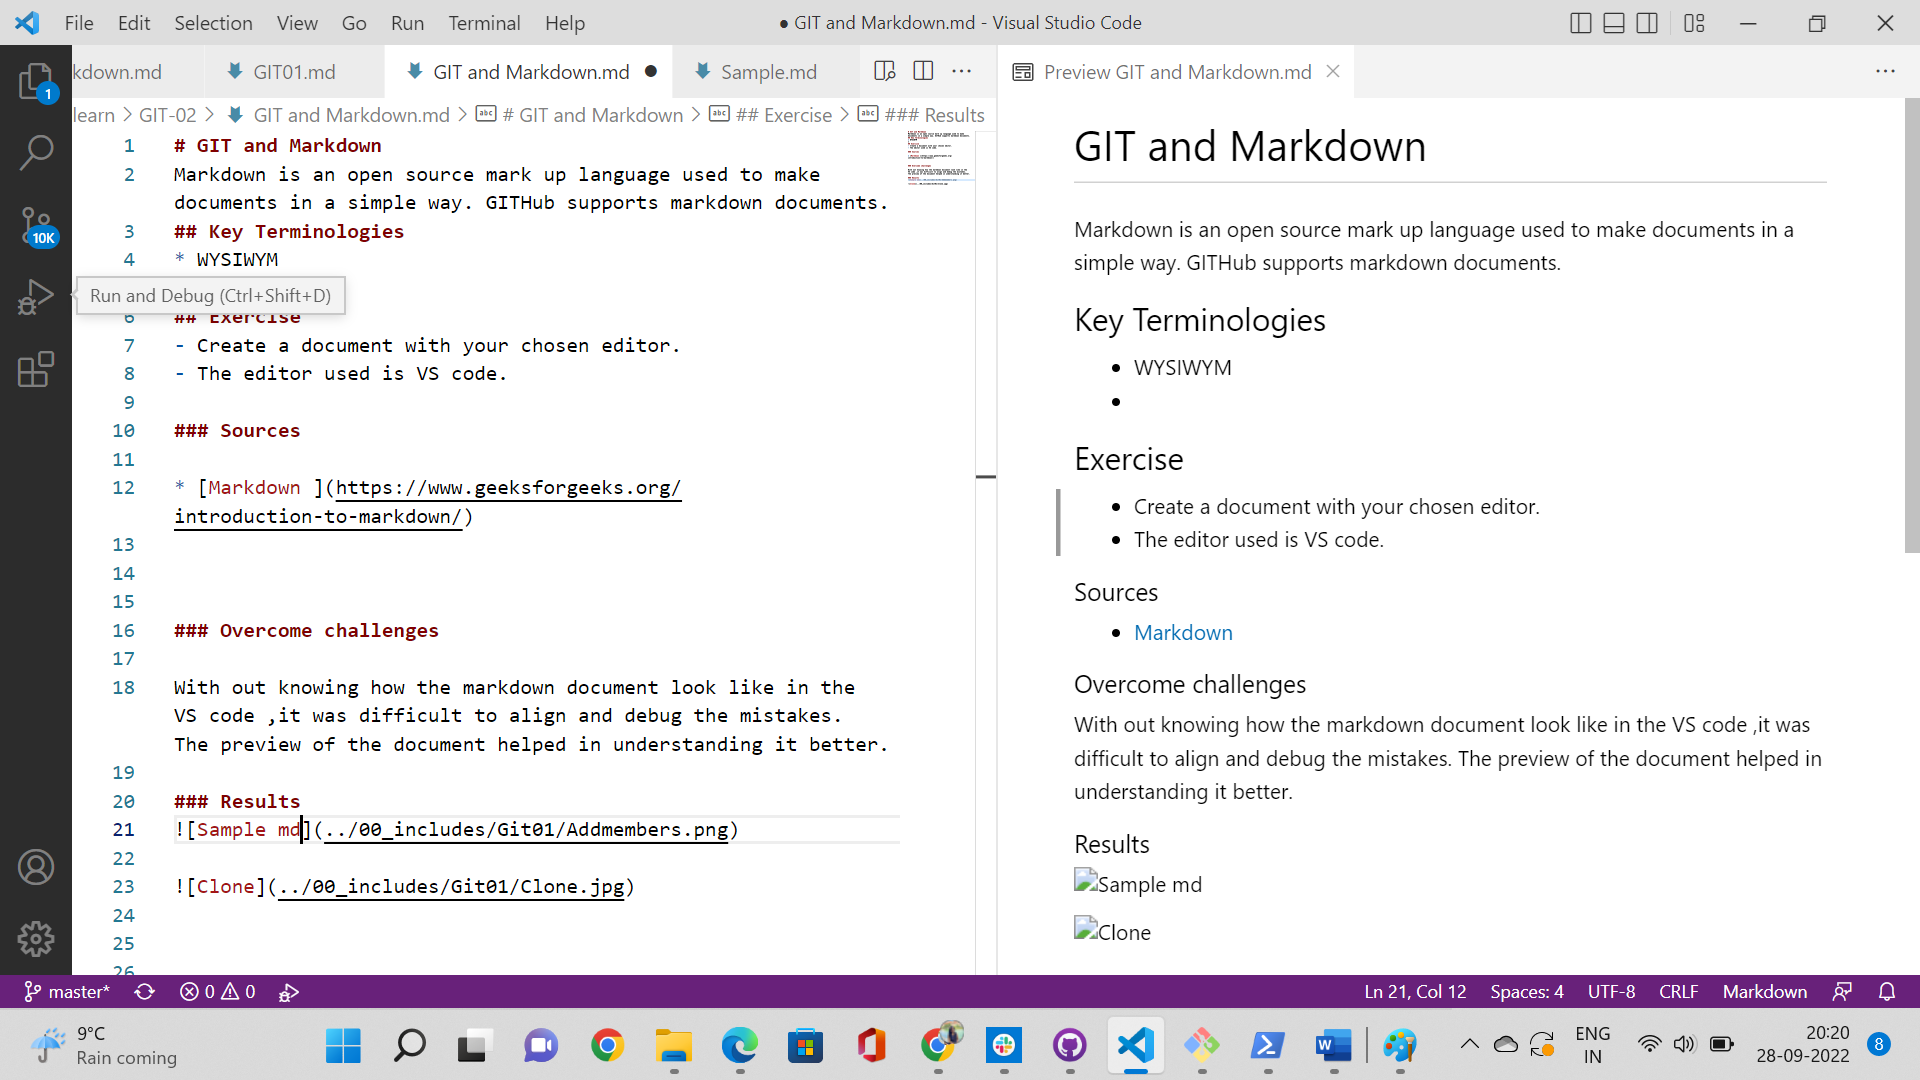 File Edit Selection View Go Run Terminal Help
● GIT and Markdown.md - Visual Studio Code
kdown.md
GIT01.md
GIT and Markdown.md ●
Sample.md
Preview GIT and Markdown.md
learn > GIT-02 > GIT and Markdown.md > # GIT and Markdown > ## Exercise > ### Results
1 # GIT and Markdown
2 Markdown is an open source mark up language used to make
documents in a simple way. GITHub supports markdown documents.
3 ## Key Terminologies
4 * WYSIWYM
Run and Debug (Ctrl+Shift+D)
6 ## Exercise
7 - Create a document with your chosen editor.
8 - The editor used is VS code.
9
10 ### Sources
11
12 * [Markdown ](https://www.geeksforgeeks.org/
introduction-to-markdown/)
13
14
15
16 ### Overcome challenges
17
18 With out knowing how the markdown document look like in the
VS code ,it was difficult to align and debug the mistakes.
The preview of the document helped in understanding it better.
19
20 ### Results
21 ![Sample md](../00_includes/Git01/Addmembers.png)
22
23 ![Clone](../00_includes/Git01/Clone.jpg)
24
25
26
1
10K
GIT and Markdown
Markdown is an open source mark up language used to make documents in a
simple way. GITHub supports markdown documents.
Key Terminologies
• WYSIWYM
•
Exercise
• Create a document with your chosen editor.
• The editor used is VS code.
Sources
• Markdown
Overcome challenges
With out knowing how the markdown document look like in the VS code ,it was
difficult to align and debug the mistakes. The preview of the document helped in
understanding it better.
Results
Sample md
Clone
master* 0 0
Ln 21, Col 12 Spaces: 4 UTF-8 CRLF Markdown
9°C
Rain coming
ENG
IN
20:20
28-09-2022
8